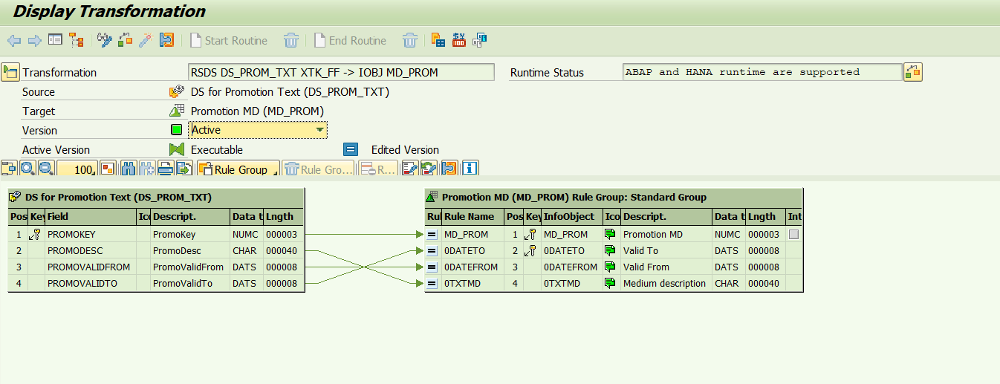 Display Transformation
Start Routine End Routine
Transformation RSDS DS_PROM_TXT XTK_FF -> IOBJ MD_PROM Runtime Status ABAP and HANA runtime are supported
Source DS for Promotion Text (DS_PROM_TXT)
Target Promotion MD (MD_PROM)
Version Active
Active Version Executable Edited Version
100 Rule Group Rule Gro... R...
DS for Promotion Text (DS_PROM_TXT) Promotion MD (MD_PROM) Rule Group: Standard Group
Pos Key Field Ico Descript. Data t Lngth Rul Rule Name Pos Key InfoObject Ico Descript. Data t Lngth Int
1 PROMOKEY PromoKey NUMC 000003 MD_PROM 1 MD_PROM Promotion MD NUMC 000003
2 PROMODESC PromoDesc CHAR 000040 0DATETO 2 0DATETO Valid To DATS 000008
3 PROMOVALIDFROM PromoValidFrom DATS 000008 0DATEFROM 3 0DATEFROM Valid From DATS 000008
4 PROMOVALIDTO PromoValidTo DATS 000008 0TXTMD 4 0TXTMD Medium description CHAR 000040